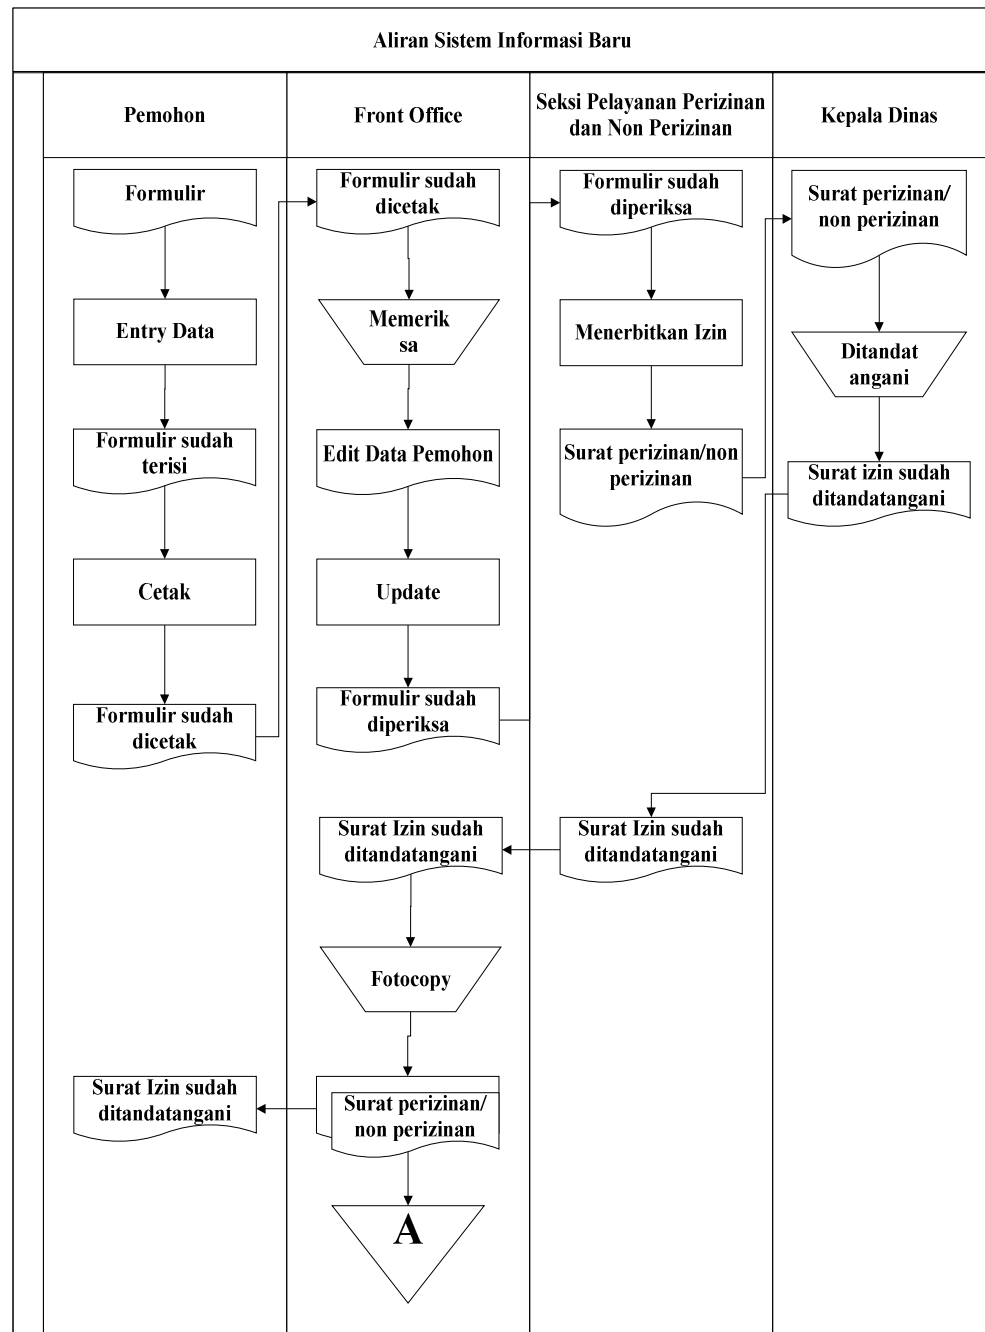 Aliran Sistem Informasi Baru
Pemohon
Front Office
Seksi Pelayanan Perizinan
dan Non Perizinan
Kepala Dinas
Formulir
Entry Data
Formulir sudah
terisi
Cetak
Formulir sudah
dicetak
Formulir sudah
dicetak
Memerik
sa
Edit Data Pemohon
Update
Formulir sudah
diperiksa
Formulir sudah
diperiksa
Menerbitkan Izin
Surat perizinan/non
perizinan
Surat perizinan/
non perizinan
Ditandat
angani
Surat izin sudah
ditandatangani
Surat Izin sudah
ditandatangani
Surat Izin sudah
ditandatangani
Fotocopy
Surat perizinan/
non perizinan
Surat Izin sudah
ditandatangani
A